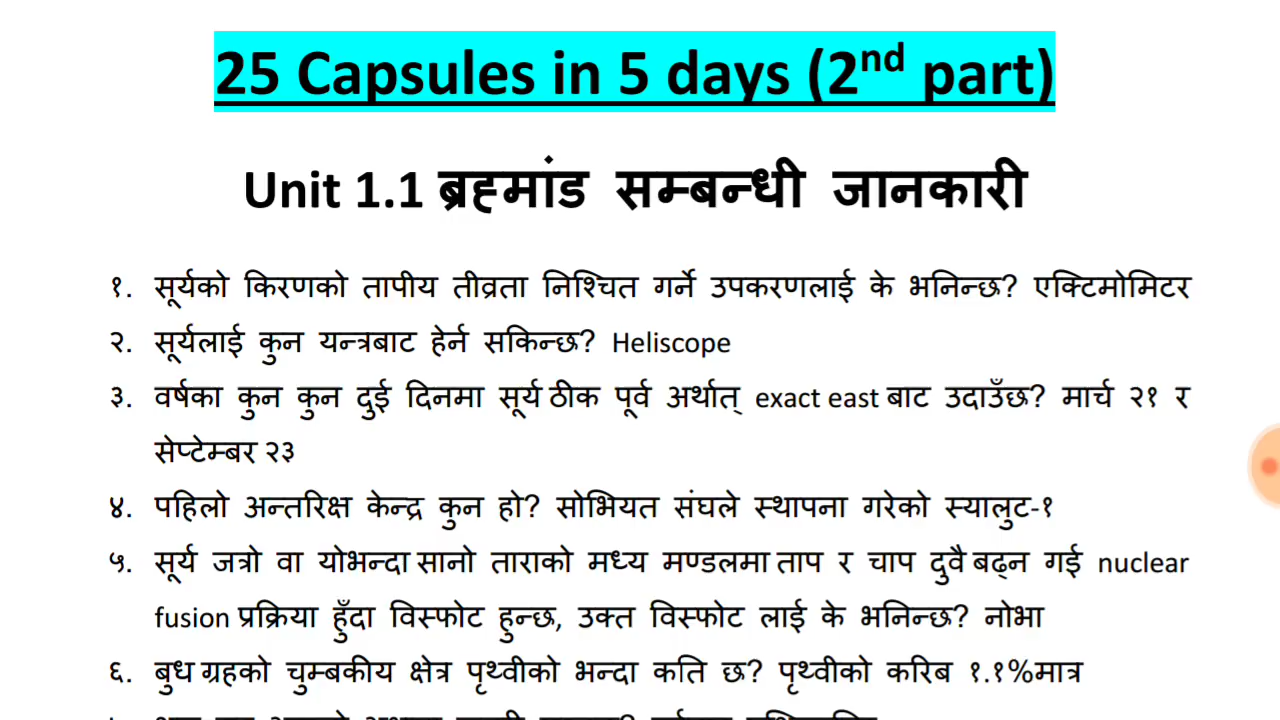 25 Capsules in 5 days (2nd part)
Unit 1.1 ब्रह्मांड सम्बन्धी जानकारी
१. सूर्यको किरणको तापीय तीव्रता निश्चित गर्ने उपकरणलाई के भनिन्छ? एक्टिमोमिटर
२. सूर्यलाई कुन यन्त्रबाट हेर्न सकिन्छ? Heliscope
३. वर्षका कुन कुन दुई दिनमा सूर्य ठीक पूर्व अर्थात् exact east बाट उदाउँछ? मार्च २१ र
सेप्टेम्बर २३
४. पहिलो अन्तरिक्ष केन्द्र कुन हो? सोभियत संघले स्थापना गरेको स्यालुट-१
५. सूर्य जत्रो वा योभन्दा सानो ताराको मध्य मण्डलमा ताप र चाप दुवै बढ्न गई nuclear
fusion प्रक्रिया हुँदा विस्फोट हुन्छ, उक्त विस्फोट लाई के भनिन्छ? नोभा
६. बुध ग्रहको चुम्बकीय क्षेत्र पृथ्वीको भन्दा कति छ? पृथ्वीको करिब १.१%मात्र